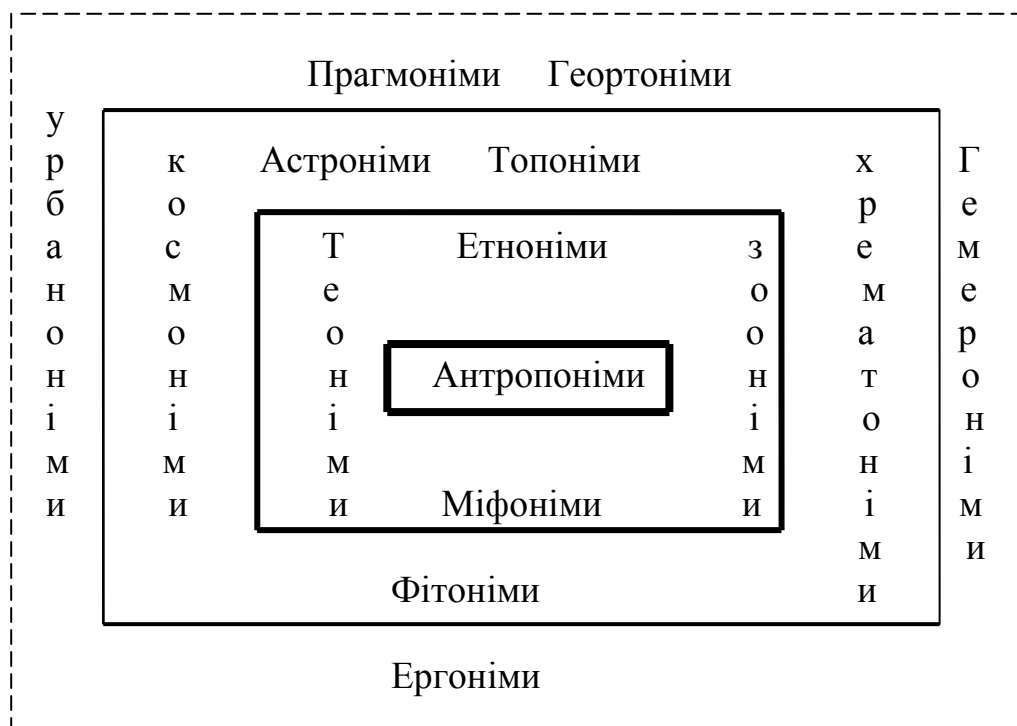 Прагмоніми Геортоніми
урбаноніми
космоніми
Астроніми Топоніми
хрематоніми
Гемероніми
Теоніми
Етноніми
зооніми
Антропоніми
Міфоніми
Фітоніми
Ергоніми